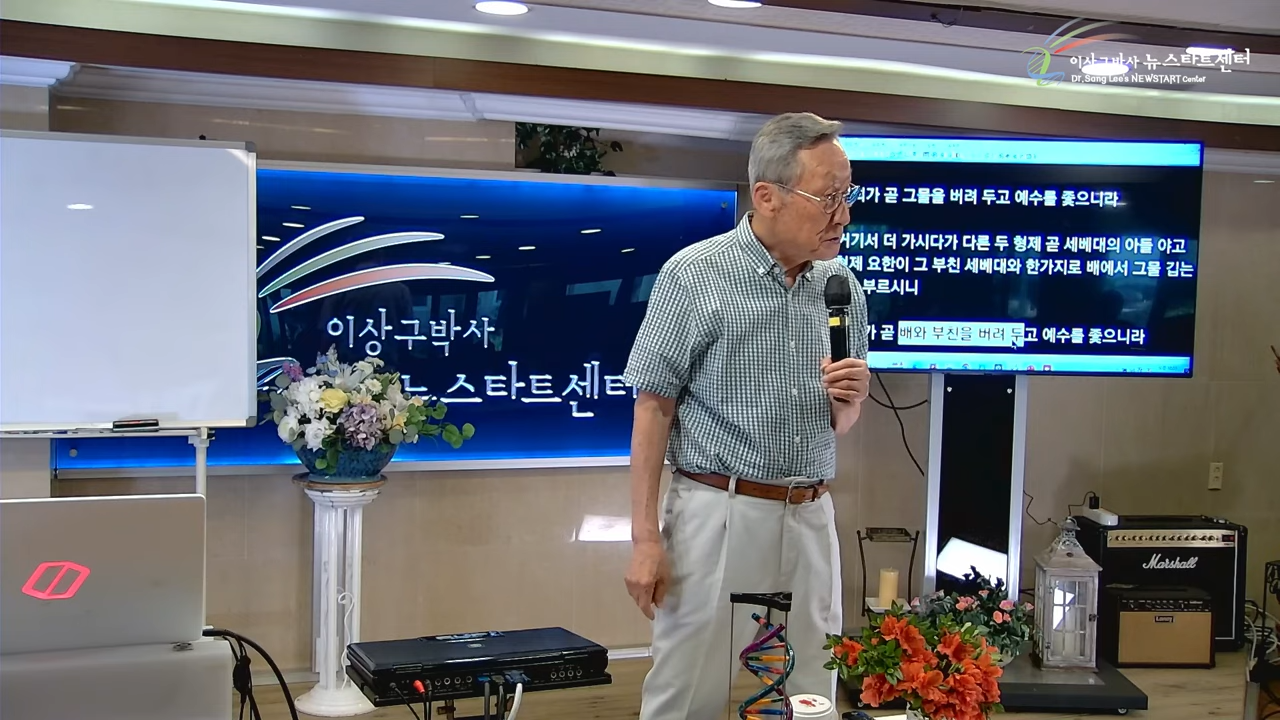 이상구박사 뉴스타트센터
Dr. Sang Lee's NEWSTART Center
곧 그물을 버려 두고 예수를 좇으니라
거기서 더 가시다가 다른 두 형제 곧 세베대의 아들 야고
형제 요한이 그 부친 세베대와 한가지로 배에서 그물 깁는
부르시니
곧 배와 부친을 버려 두고 예수를 좇으니라
이상구박사
뉴스타트센터
Marshall
Laney